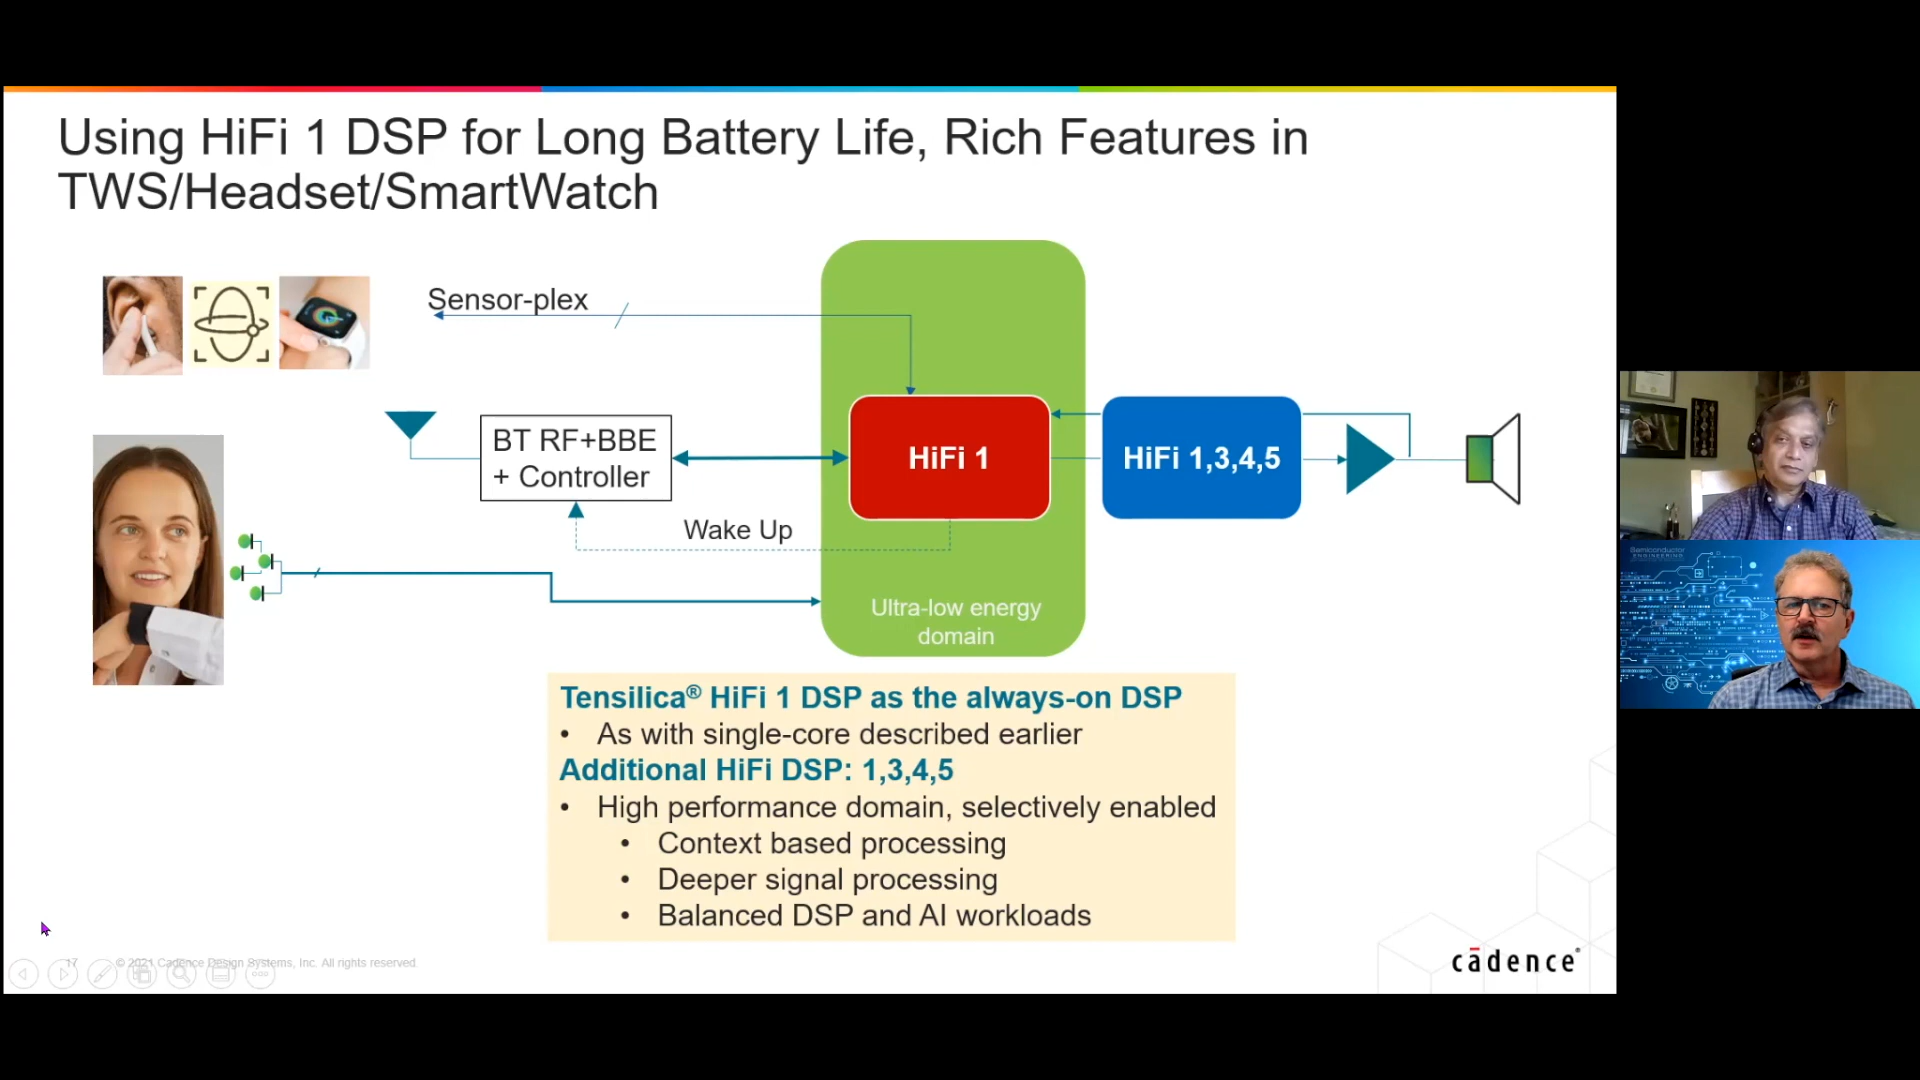 Using HiFi 1 DSP for Long Battery Life, Rich Features in
TWS/Headset/SmartWatch
Sensor-plex
BT RF+BBE
+ Controller
HiFi 1
HiFi 1,3,4,5
Wake Up
Ultra-low energy
domain
Tensilica® HiFi 1 DSP as the always-on DSP
• As with single-core described earlier
Additional HiFi DSP: 1,3,4,5
• High performance domain, selectively enabled
• Context based processing
• Deeper signal processing
• Balanced DSP and AI workloads
17 © 2021 Cadence Design Systems, Inc. All rights reserved.
cādence®
Semiconductor
ENGINEERING